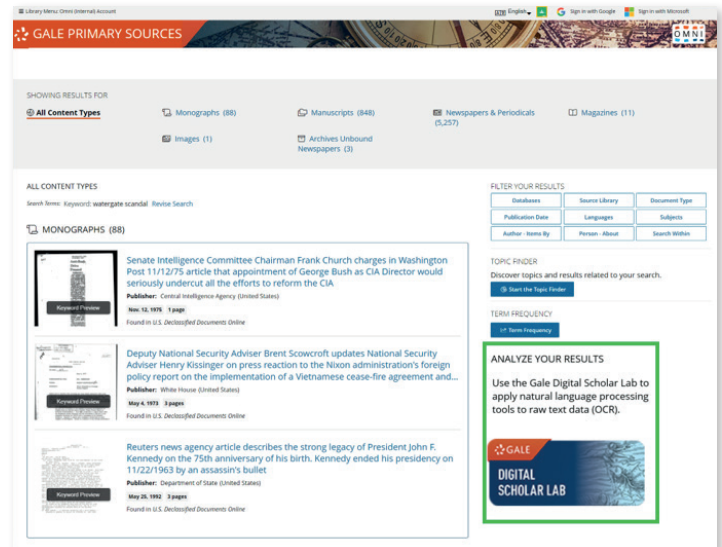 Library Menu: Omni (Internal) Account
English
Sign in with Google
Sign in with Microsoft
GALE PRIMARY SOURCES
OMNI
SHOWING RESULTS FOR
All Content Types
Monographs (88)
Manuscripts (848)
Newspapers & Periodicals (5,257)
Magazines (11)
Images (1)
Archives Unbound Newspapers (3)
ALL CONTENT TYPES
Search Terms: Keyword: watergate scandal Revise Search
MONOGRAPHS (88)
Keyword Preview
Senate Intelligence Committee Chairman Frank Church charges in Washington
Post 11/12/75 article that appointment of George Bush as CIA Director would
seriously undercut all the efforts to reform the CIA
Publisher: Central Intelligence Agency (United States)
Nov. 12, 1975 1 page
Found in U.S. Declassified Documents Online
Keyword Preview
Deputy National Security Adviser Brent Scowcroft updates National Security
Adviser Henry Kissinger on press reaction to the Nixon administration's foreign
policy report on the implementation of a Vietnamese cease-fire agreement and...
Publisher: White House (United States)
May 4, 1973 3 pages
Found in U.S. Declassified Documents Online
Keyword Preview
Reuters news agency article describes the strong legacy of President John F.
Kennedy on the 75th anniversary of his birth. Kennedy ended his presidency on
11/22/1963 by an assassin's bullet
Publisher: Department of State (United States)
May 25, 1992 3 pages
Found in U.S. Declassified Documents Online
FILTER YOUR RESULTS
Databases
Source Library
Document Type
Publication Date
Languages
Subjects
Author - Items By
Person - About
Search Within
TOPIC FINDER
Discover topics and results related to your search.
Start the Topic Finder
TERM FREQUENCY
Term Frequency
ANALYZE YOUR RESULTS
Use the Gale Digital Scholar Lab to
apply natural language processing
tools to raw text data (OCR).
GALE
DIGITAL
SCHOLAR LAB